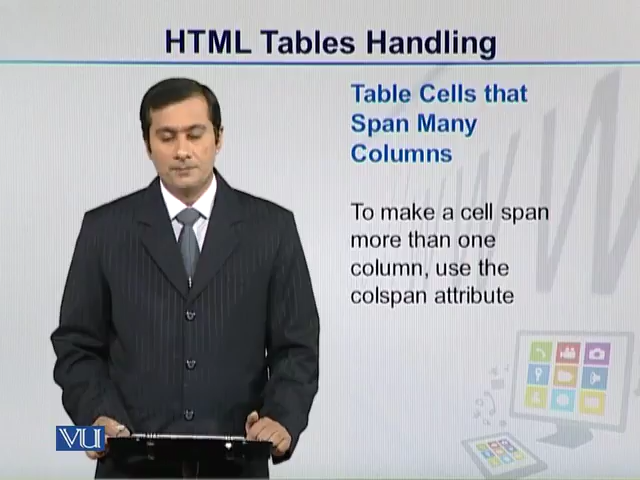 HTML Tables Handling
Table Cells that
Span Many
Columns
To make a cell span
more than one
column, use the
colspan attribute
VU